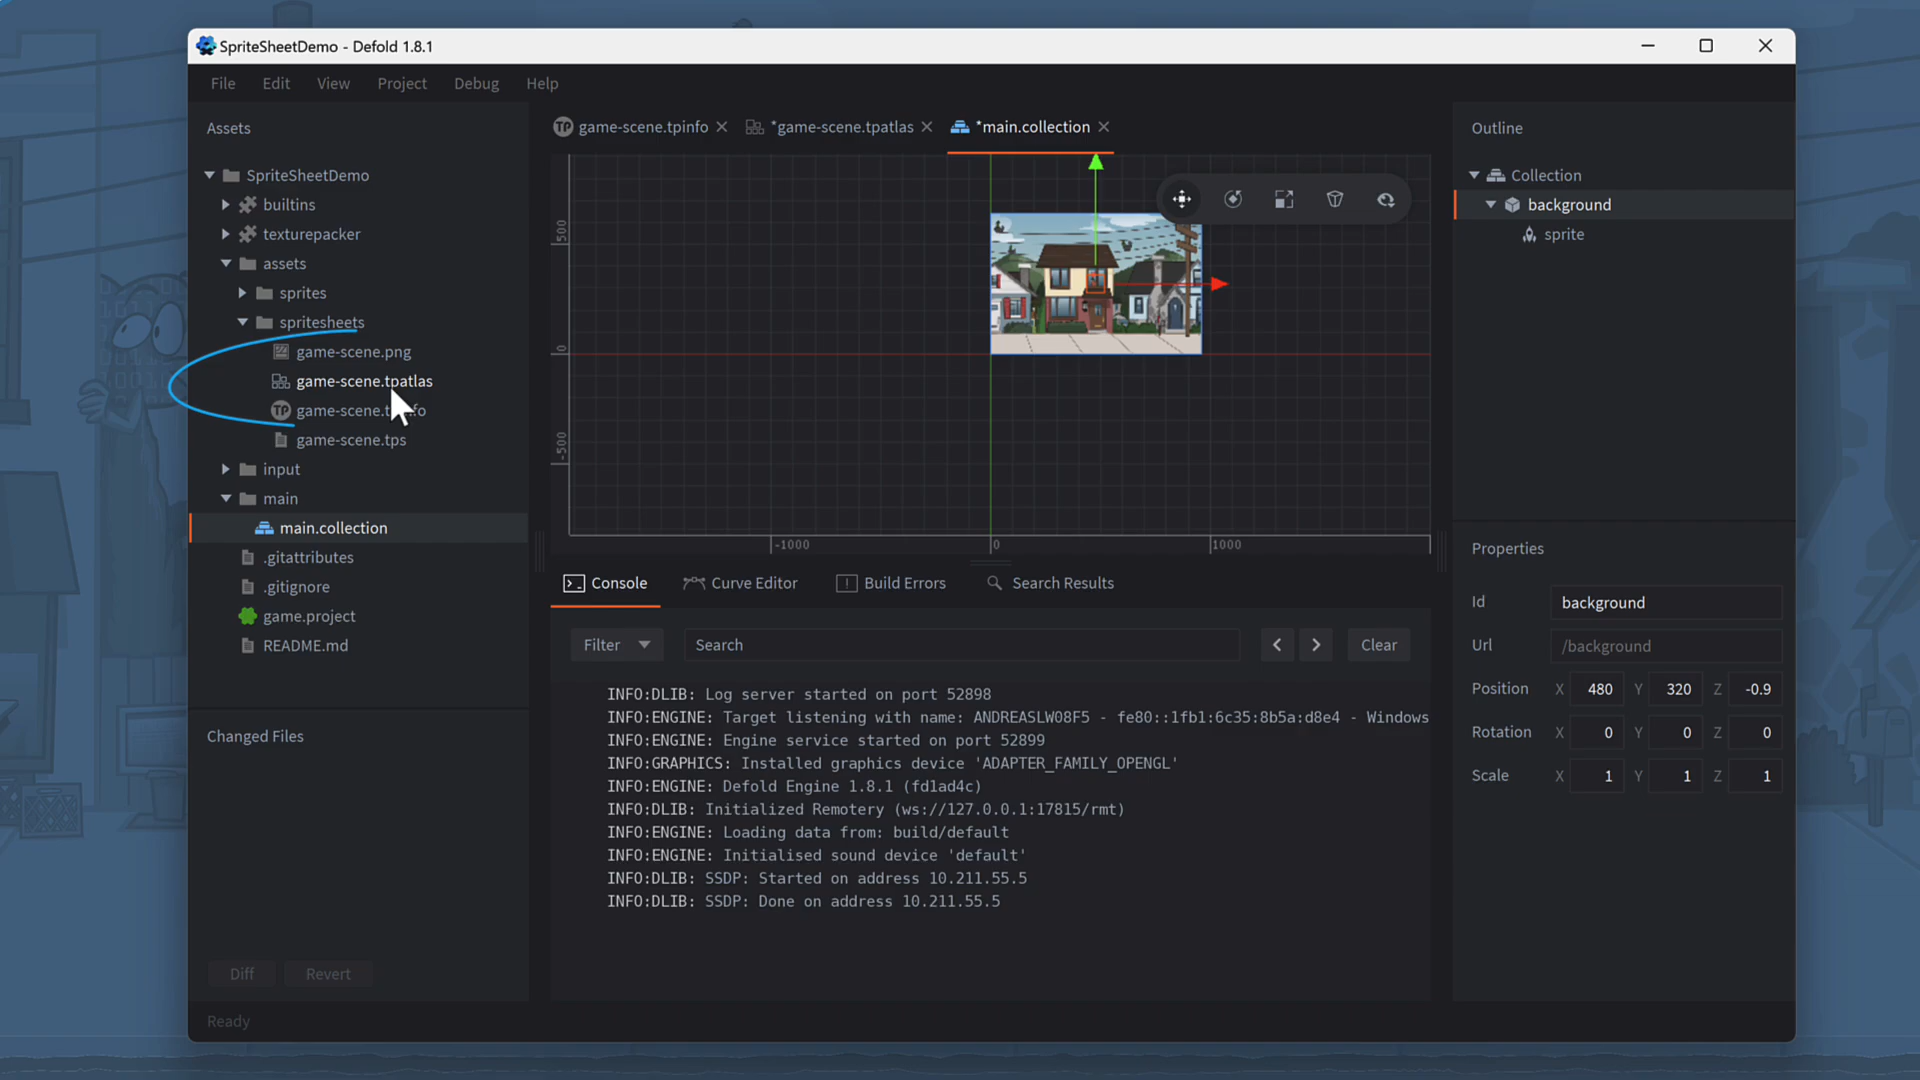 SpriteSheetDemo - Defold 1.8.1
File Edit View Project Debug Help
Assets
SpriteSheetDemo
builtins
texturepacker
assets
sprites
spritesheets
game-scene.png
game-scene.tpatlas
game-scene.
game-scene.tps
input
main
main.collection
.gitattributes
.gitignore
game.project
README.md
Changed Files
Diff Revert
Ready
game-scene.tpinfo *game-scene.tpatlas *main.collection
500
0
-500
-1000 0 1000
Console Curve Editor Build Errors Search Results
Filter Search Clear
INFO:DLIB: Log server started on port 52898
INFO:ENGINE: Target listening with name: ANDREASLW08F5 - fe80::1fb1:6c35:8b5a:d8e4 - Windows
INFO:ENGINE: Engine service started on port 52899
INFO:GRAPHICS: Installed graphics device 'ADAPTER_FAMILY_OPENGL'
INFO:ENGINE: Defold Engine 1.8.1 (fd1ad4c)
INFO:DLIB: Initialized Remotery (ws://127.0.0.1:17815/rmt)
INFO:ENGINE: Loading data from: build/default
INFO:ENGINE: Initialised sound device 'default'
INFO:DLIB: SSDP: Started on address 10.211.55.5
INFO:DLIB: SSDP: Done on address 10.211.55.5
Outline
Collection
background
sprite
Properties
Id background
Url /background
Position X 480 Y 320 Z -0.9
Rotation X 0 Y 0 Z 0
Scale X 1 Y 1 Z 1